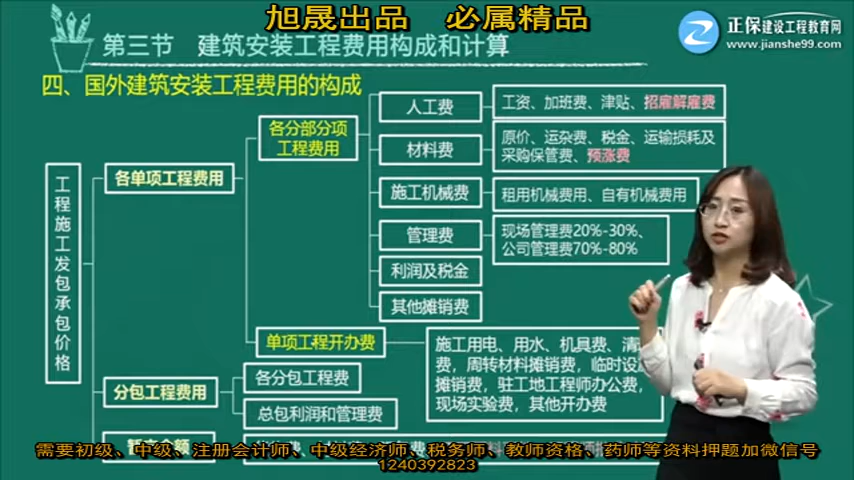 旭晟出品 必属精品
正保建设工程教育网
www.jianshe99.com
第三节 建筑安装工程费用构成和计算
四、国外建筑安装工程费用的构成
工程施工发包承包价格
各单项工程费用
各分部分项
工程费用
人工费
工资、加班费、津贴、招雇解雇费
材料费
原价、运杂费、税金、运输损耗及
采购保管费、预涨费
施工机械费
租用机械费用、自有机械费用
管理费
现场管理费20%-30%、
公司管理费70%-80%
利润及税金
其他摊销费
单项工程开办费
施工用电、用水、机具费、清
费，周转材料摊销费，临时设
摊销费，驻工地工程师办公费，
现场实验费，其他开办费
分包工程费用
各分包工程费
总包利润和管理费
需要初级、中级、注册会计师、中级经济师、税务师、教师资格、药师等资料押题加微信号
1240392823